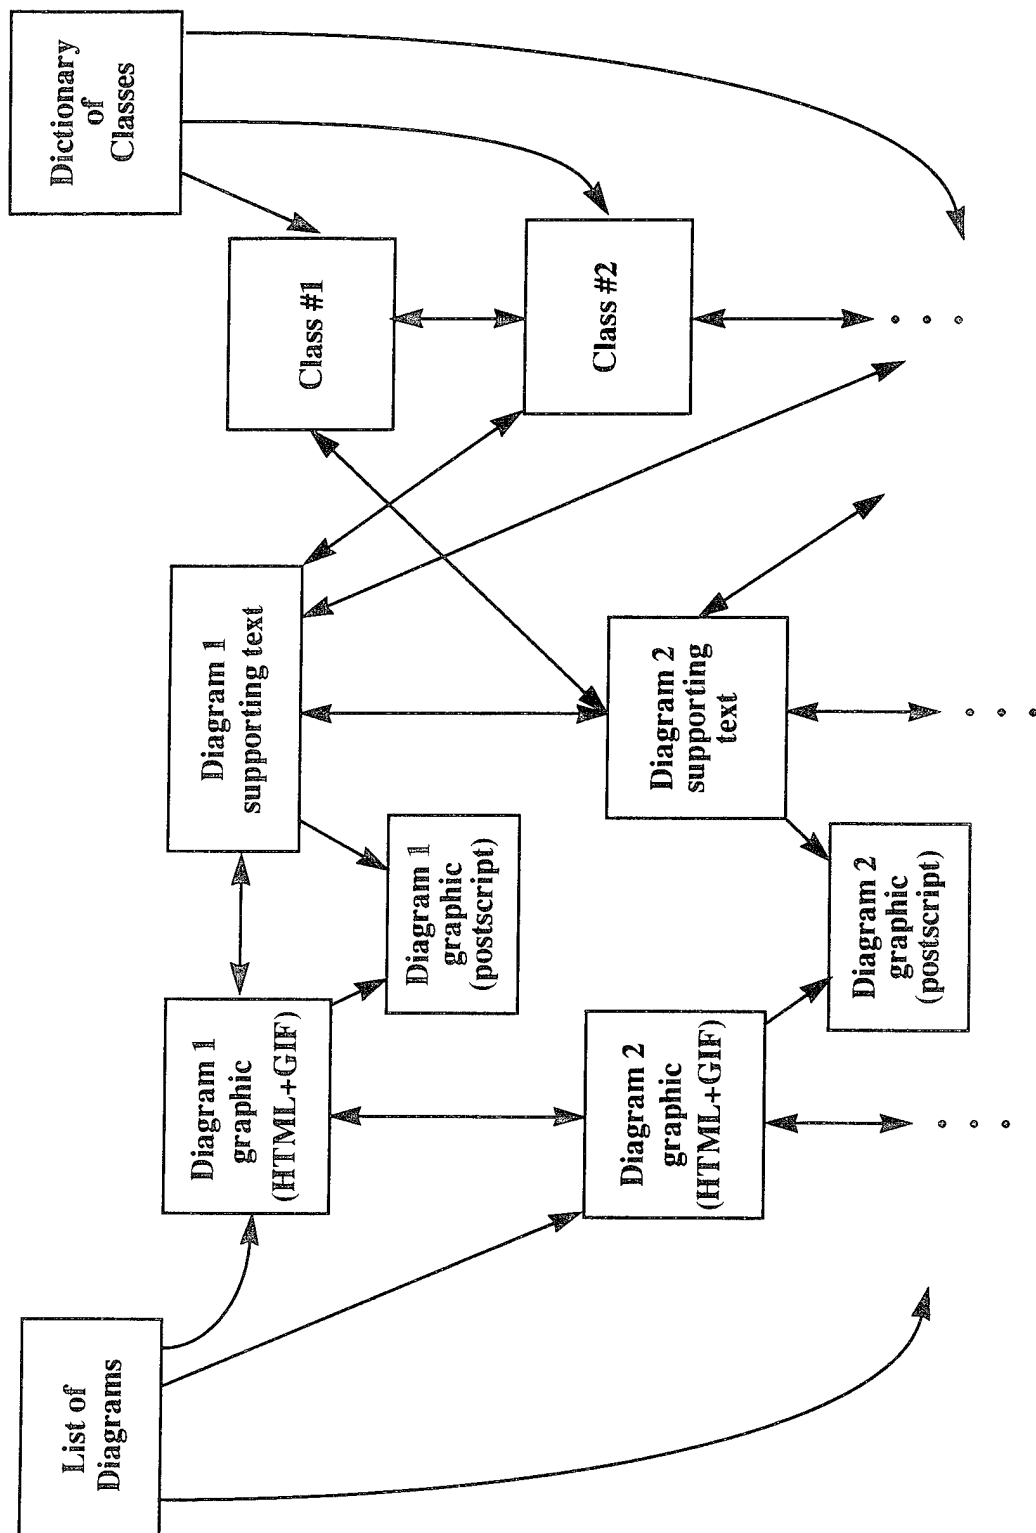 List of
Diagrams
Diagram 1
graphic
(HTML+GIF)
Diagram 1
supporting text
Dictionary
of
Classes
Class #1
Diagram 1
graphic
(postscript)
Class #2
Diagram 2
graphic
(HTML+GIF)
Diagram 2
supporting
text
Diagram 2
graphic
(postscript)